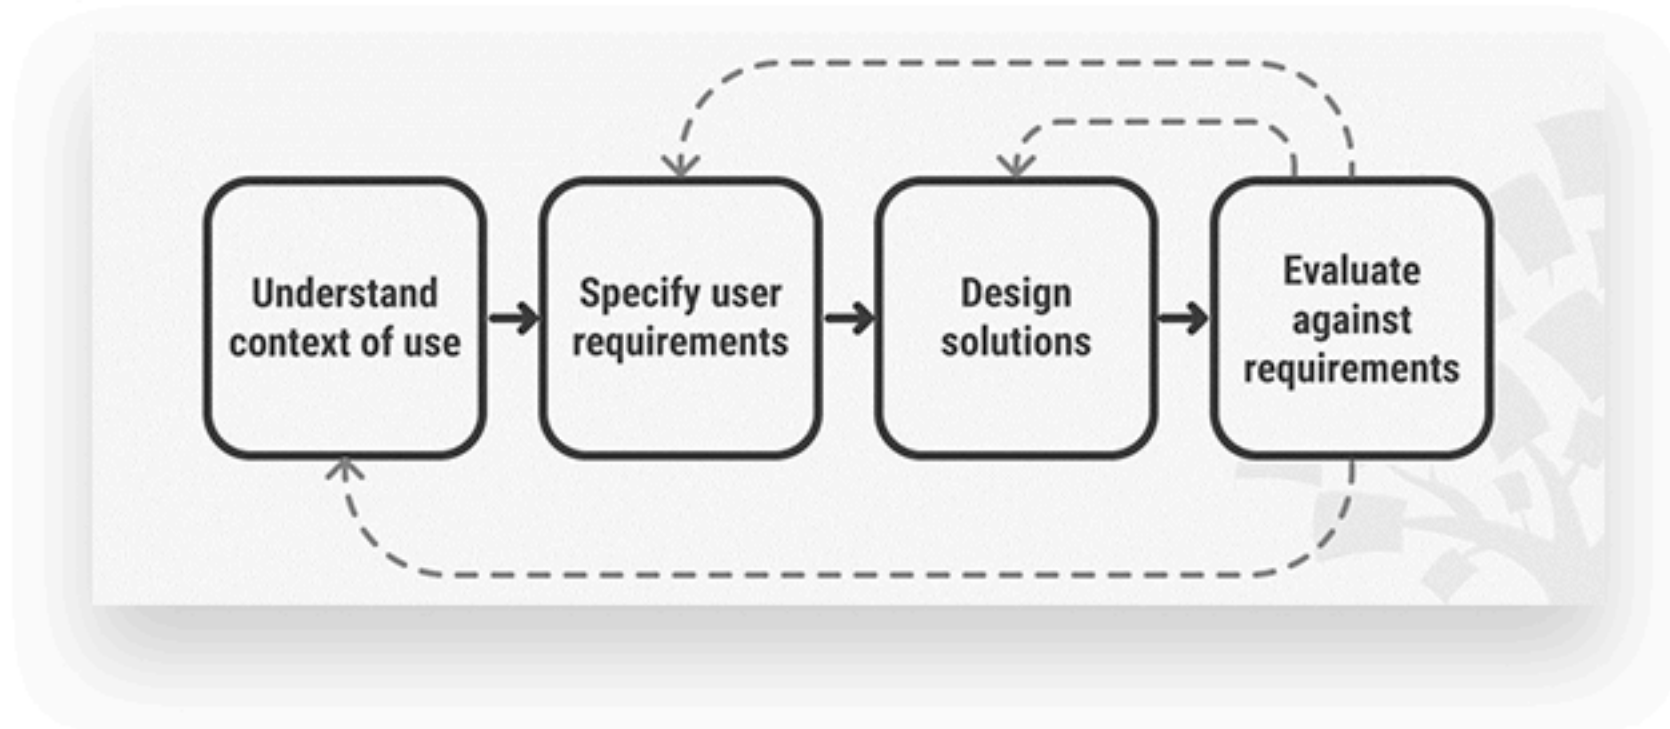 Understand
context of use
Specify user
requirements
Design
solutions
Evaluate
against
requirements